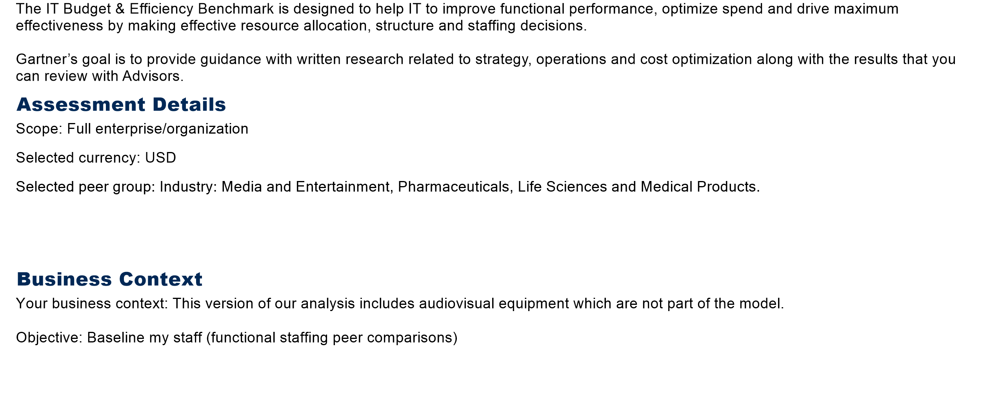 The IT Budget & Efficiency Benchmark is designed to help IT to improve functional performance, optimize spend and drive maximum
effectiveness by making effective resource allocation, structure and staffing decisions.
Gartner’s goal is to provide guidance with written research related to strategy, operations and cost optimization along with the results that you
can review with Advisors.
Assessment Details
Scope: Full enterprise/organization
Selected currency: USD
Selected peer group: Industry: Media and Entertainment, Pharmaceuticals, Life Sciences and Medical Products.
Business Context
Your business context: This version of our analysis includes audiovisual equipment which are not part of the model.
Objective: Baseline my staff (functional staffing peer comparisons)